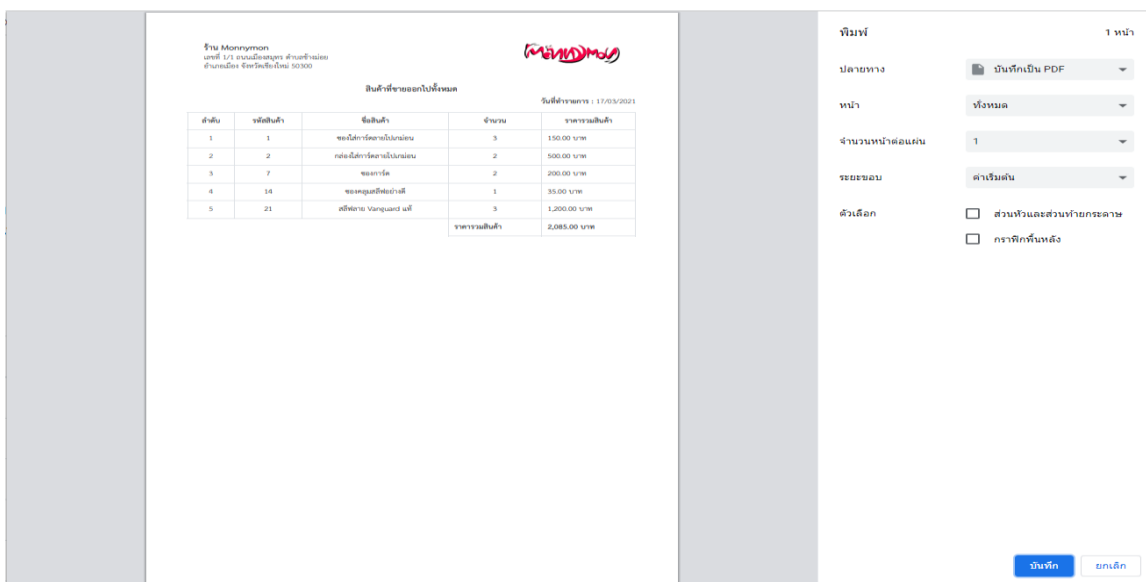 ร้าน Monnymon
เลขที่ 1/1 ถนนเมืองสมุทร ตำบลช้างม่อย
อำเภอเมือง จังหวัดเชียงใหม่ 50300
สินค้าที่ขายออกไปทั้งหมด
วันที่ทำรายการ : 17/03/2021
ลำดับ รหัสสินค้า ชื่อสินค้า จำนวน ราคารวมสินค้า
1 1 ซองใส่การ์ดลายโปเกม่อน 3 150.00 บาท
2 2 กล่องใส่การ์ดลายโปเกม่อน 2 500.00 บาท
3 7 ซองการ์ด 2 200.00 บาท
4 14 ซองคลุมสลีฟอย่างดี 1 35.00 บาท
5 21 สลีฟลาย Vanguard แท้ 3 1,200.00 บาท
ราคารวมสินค้า 2,085.00 บาท
พิมพ์ 1 หน้า
ปลายทาง บันทึกเป็น PDF
หน้า ทั้งหมด
จำนวนหน้าต่อแผ่น 1
ระยะขอบ ค่าเริ่มต้น
ตัวเลือก ส่วนหัวและส่วนท้ายกระดาษ
กราฟิกพื้นหลัง
บันทึก ยกเลิก